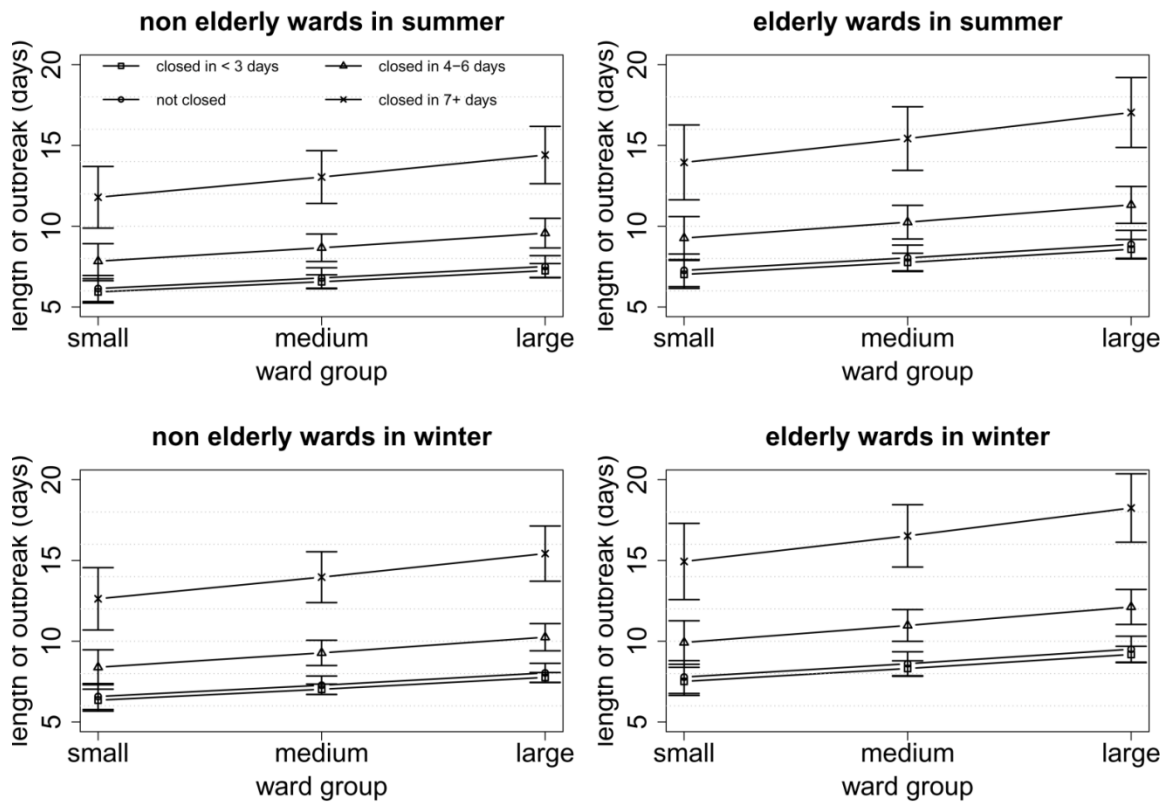 non elderly wards in summer
length of outbreak (days)
20
15
10
5
closed in < 3 days
closed in 4–6 days
not closed
closed in 7+ days
small medium large
ward group
elderly wards in summer
length of outbreak (days)
20
15
10
5
small medium large
ward group
non elderly wards in winter
length of outbreak (days)
20
15
10
5
small medium large
ward group
elderly wards in winter
length of outbreak (days)
20
15
10
5
small medium large
ward group